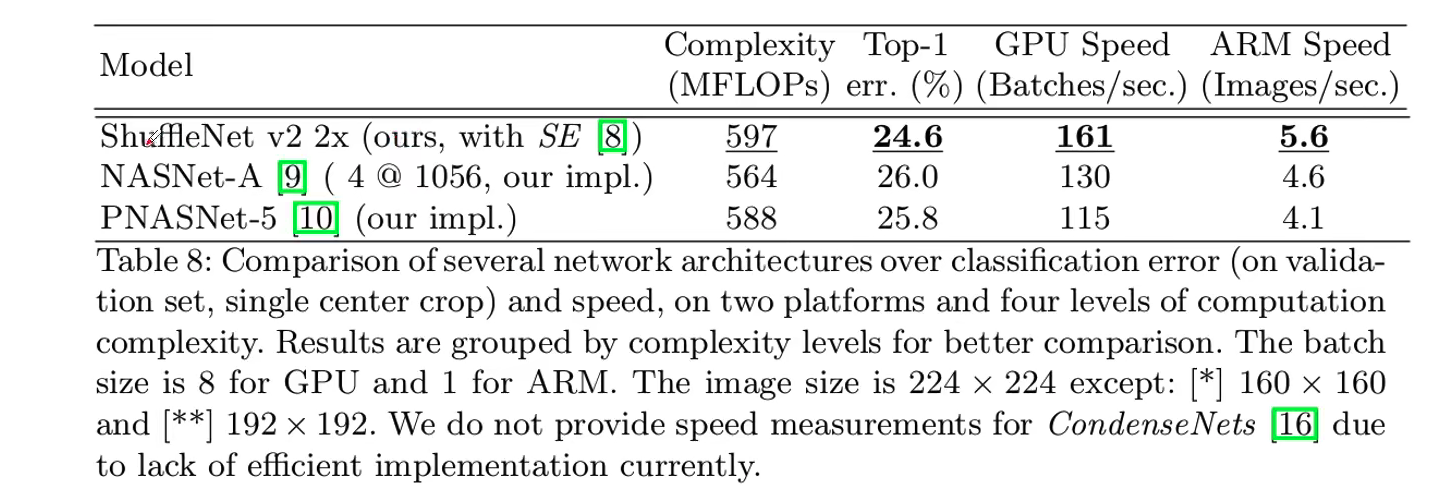 Model Complexity Top-1 GPU Speed ARM Speed
(MFLOPs) err. (%) (Batches/sec.) (Images/sec.)
ShuffleNet v2 2x (ours, with SE [8]) 597 24.6 161 5.6
NASNet-A [9] ( 4 @ 1056, our impl.) 564 26.0 130 4.6
PNASNet-5 [10] (our impl.) 588 25.8 115 4.1
Table 8: Comparison of several network architectures over classification error (on valida-
tion set, single center crop) and speed, on two platforms and four levels of computation
complexity. Results are grouped by complexity levels for better comparison. The batch
size is 8 for GPU and 1 for ARM. The image size is 224 × 224 except: [*] 160 × 160
and [**] 192 × 192. We do not provide speed measurements for CondenseNets [16] due
to lack of efficient implementation currently.